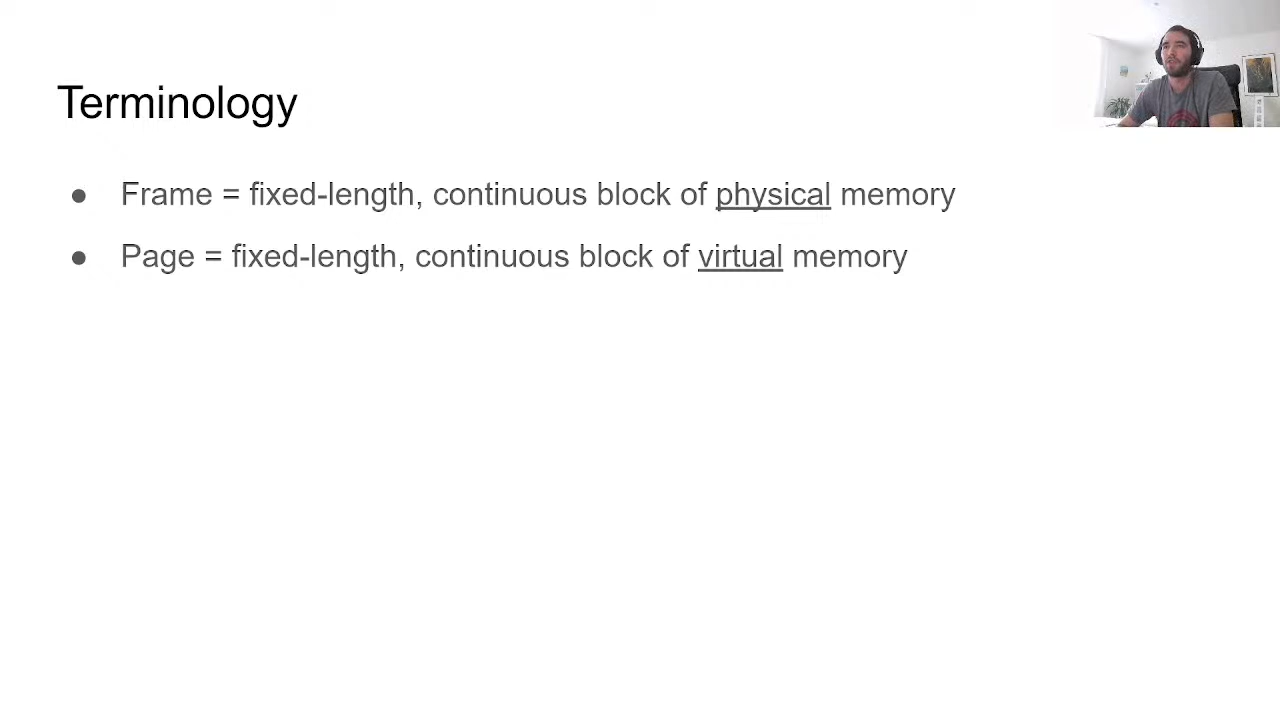 Terminology
● Frame = fixed-length, continuous block of physical memory
● Page = fixed-length, continuous block of virtual memory